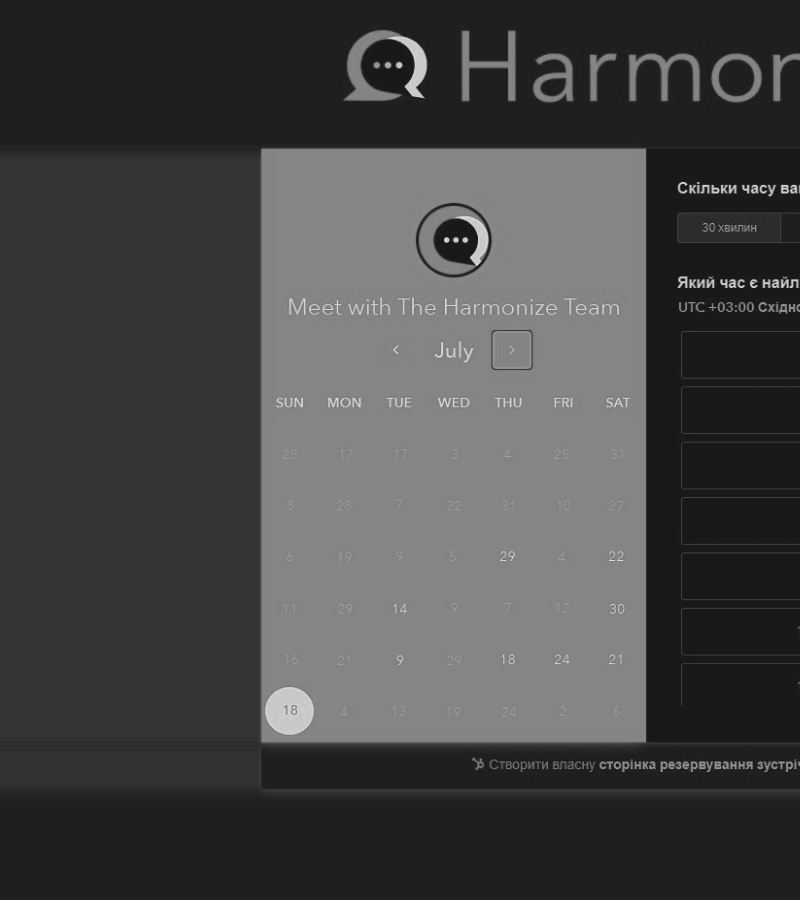 Harmon
Meet with The Harmonize Team
July
SUN MON TUE WED THU FRI SAT
28 17 17 3 4 25 31
8 28 7 22 31 10 27
6 19 9 5 29 4 22
11 29 14 9 7 12 30
16 21 9 29 18 24 21
18 4 13 19 24 2 6
Скільки часу ва
30 хвилин
Який час є найл
UTC +03:00 Східно
Створити власну сторінка резервування зустріч